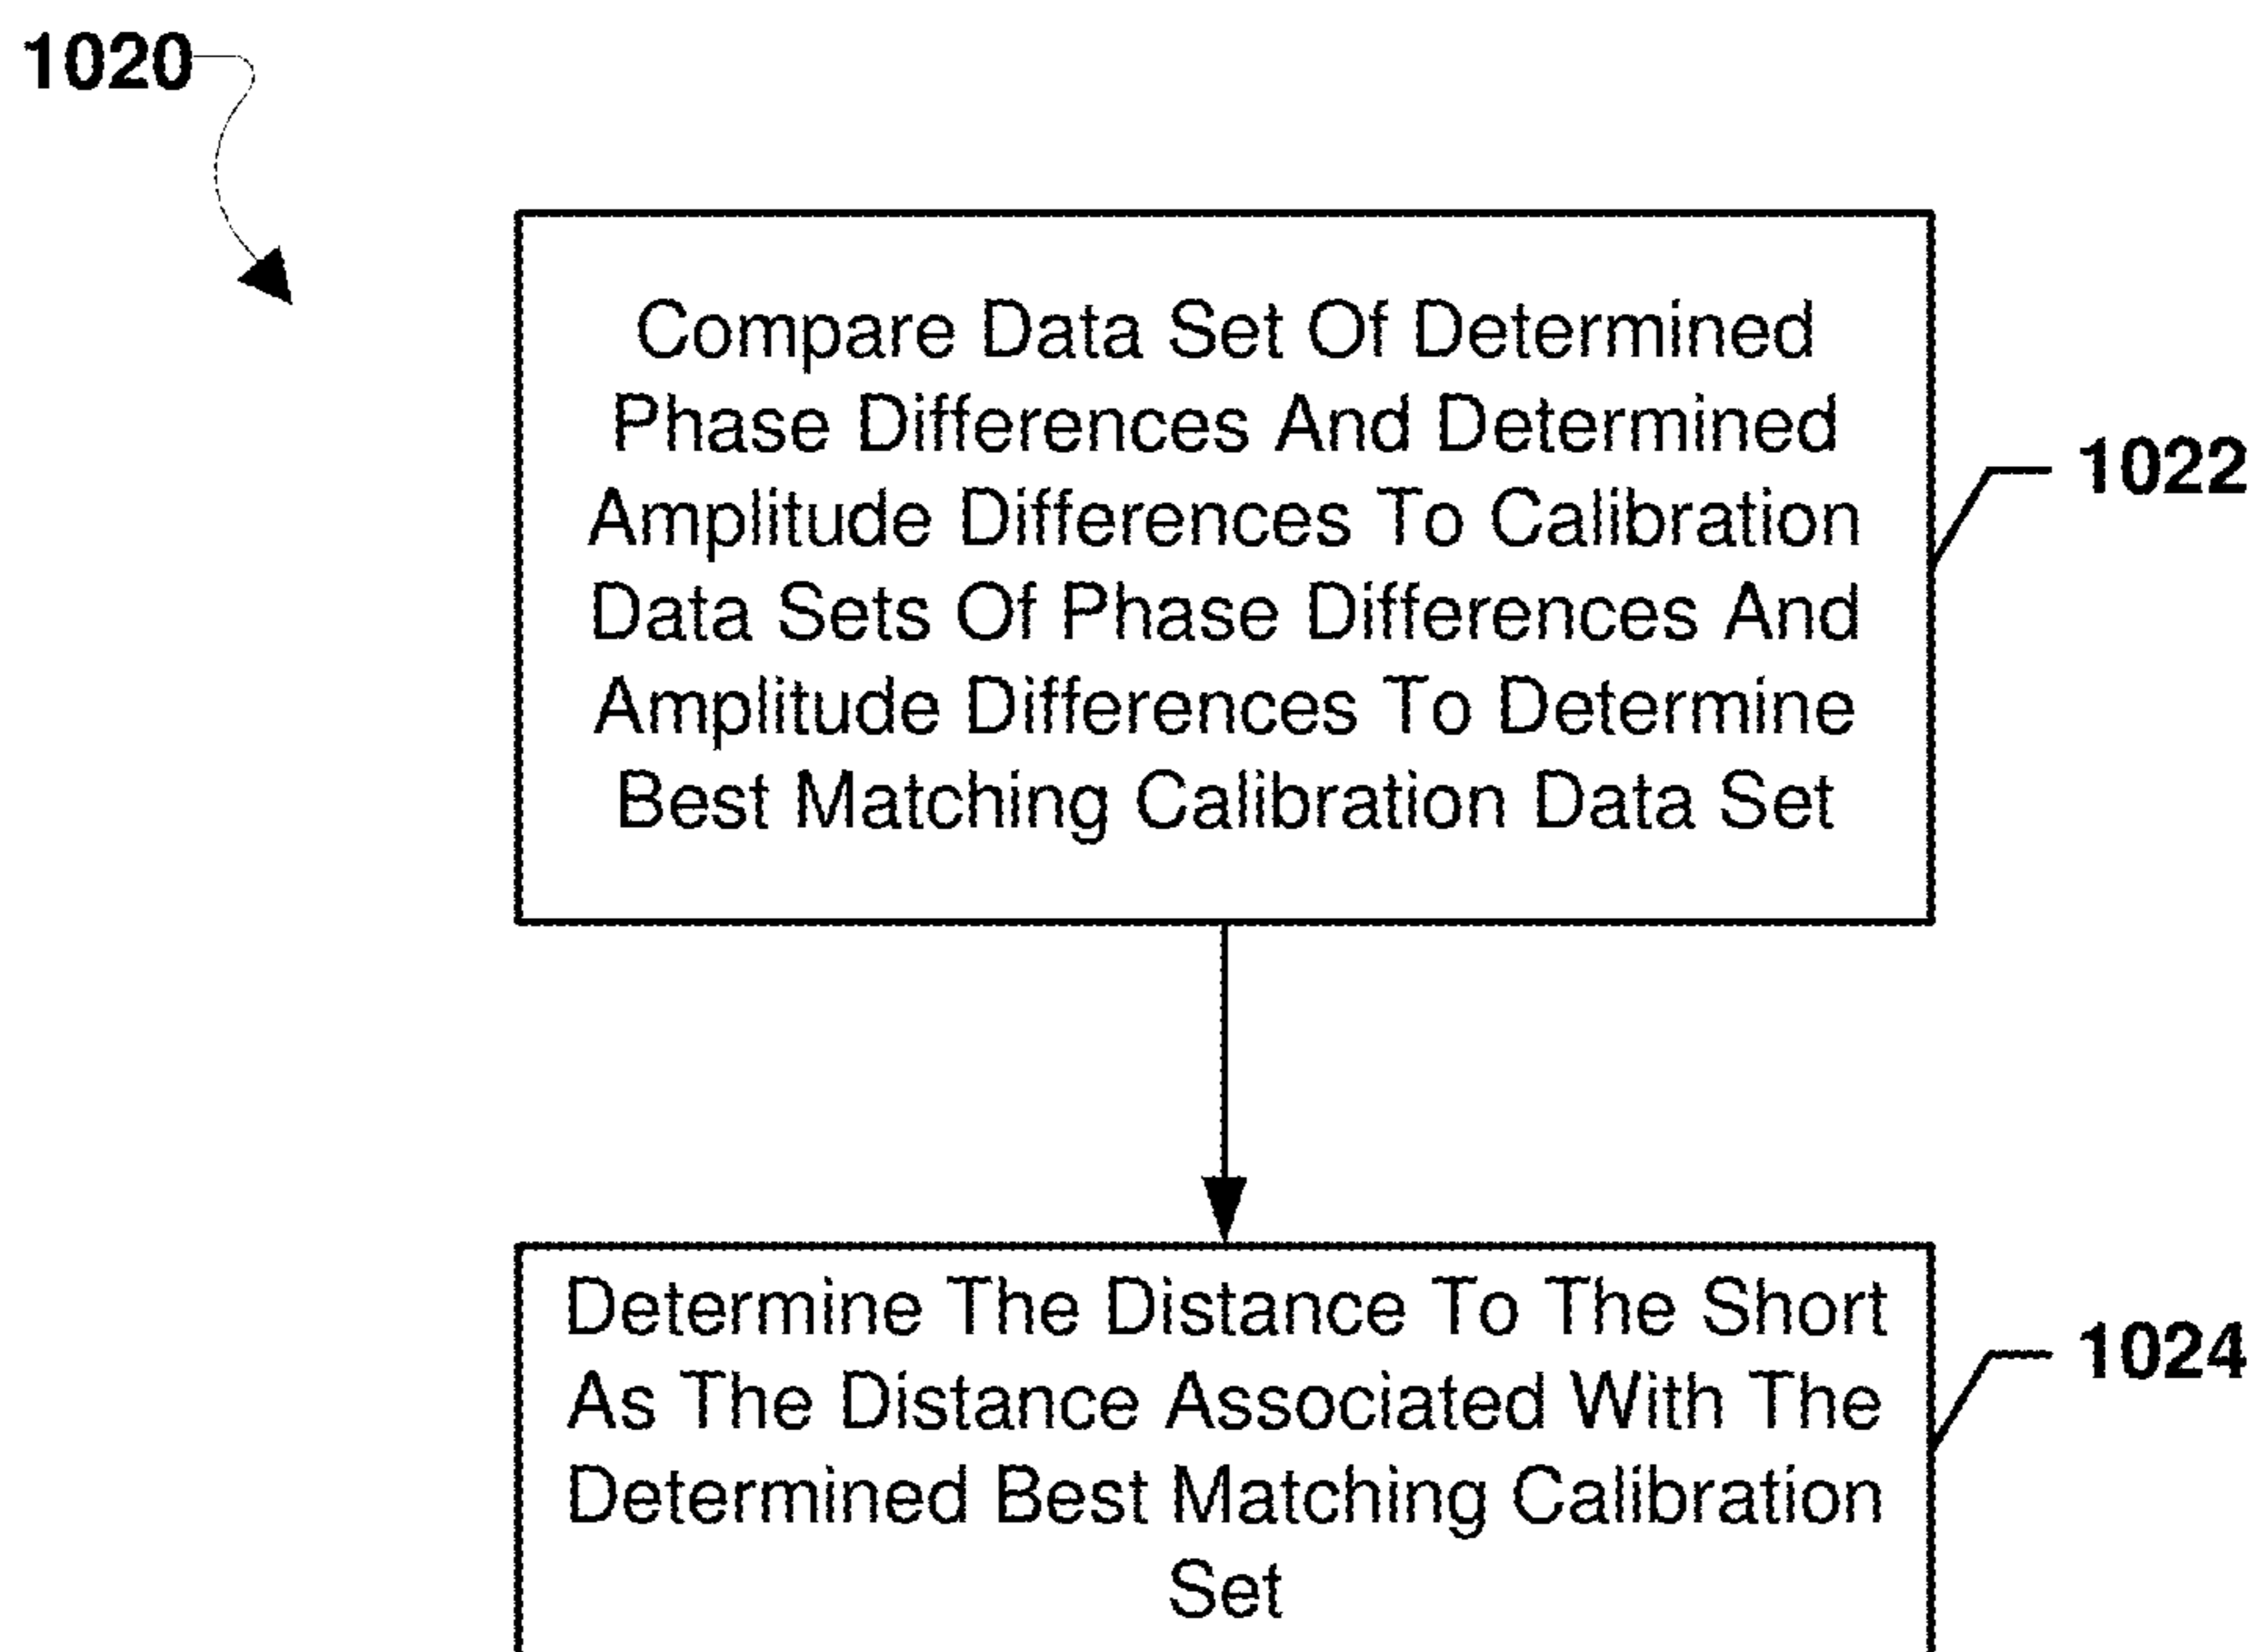 1020
Compare Data Set Of Determined
Phase Differences And Determined
Amplitude Differences To Calibration
Data Sets Of Phase Differences And
Amplitude Differences To Determine
Best Matching Calibration Data Set
1022
Determine The Distance To The Short
As The Distance Associated With The
Determined Best Matching Calibration
Set
1024